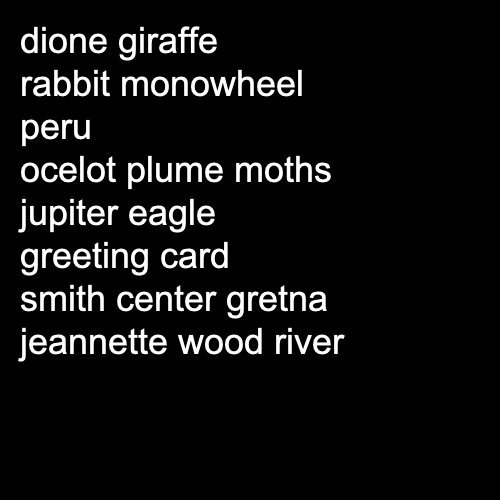 dione giraffe
rabbit monowheel
peru
ocelot plume moths
jupiter eagle
greeting card
smith center gretna
jeannette wood river